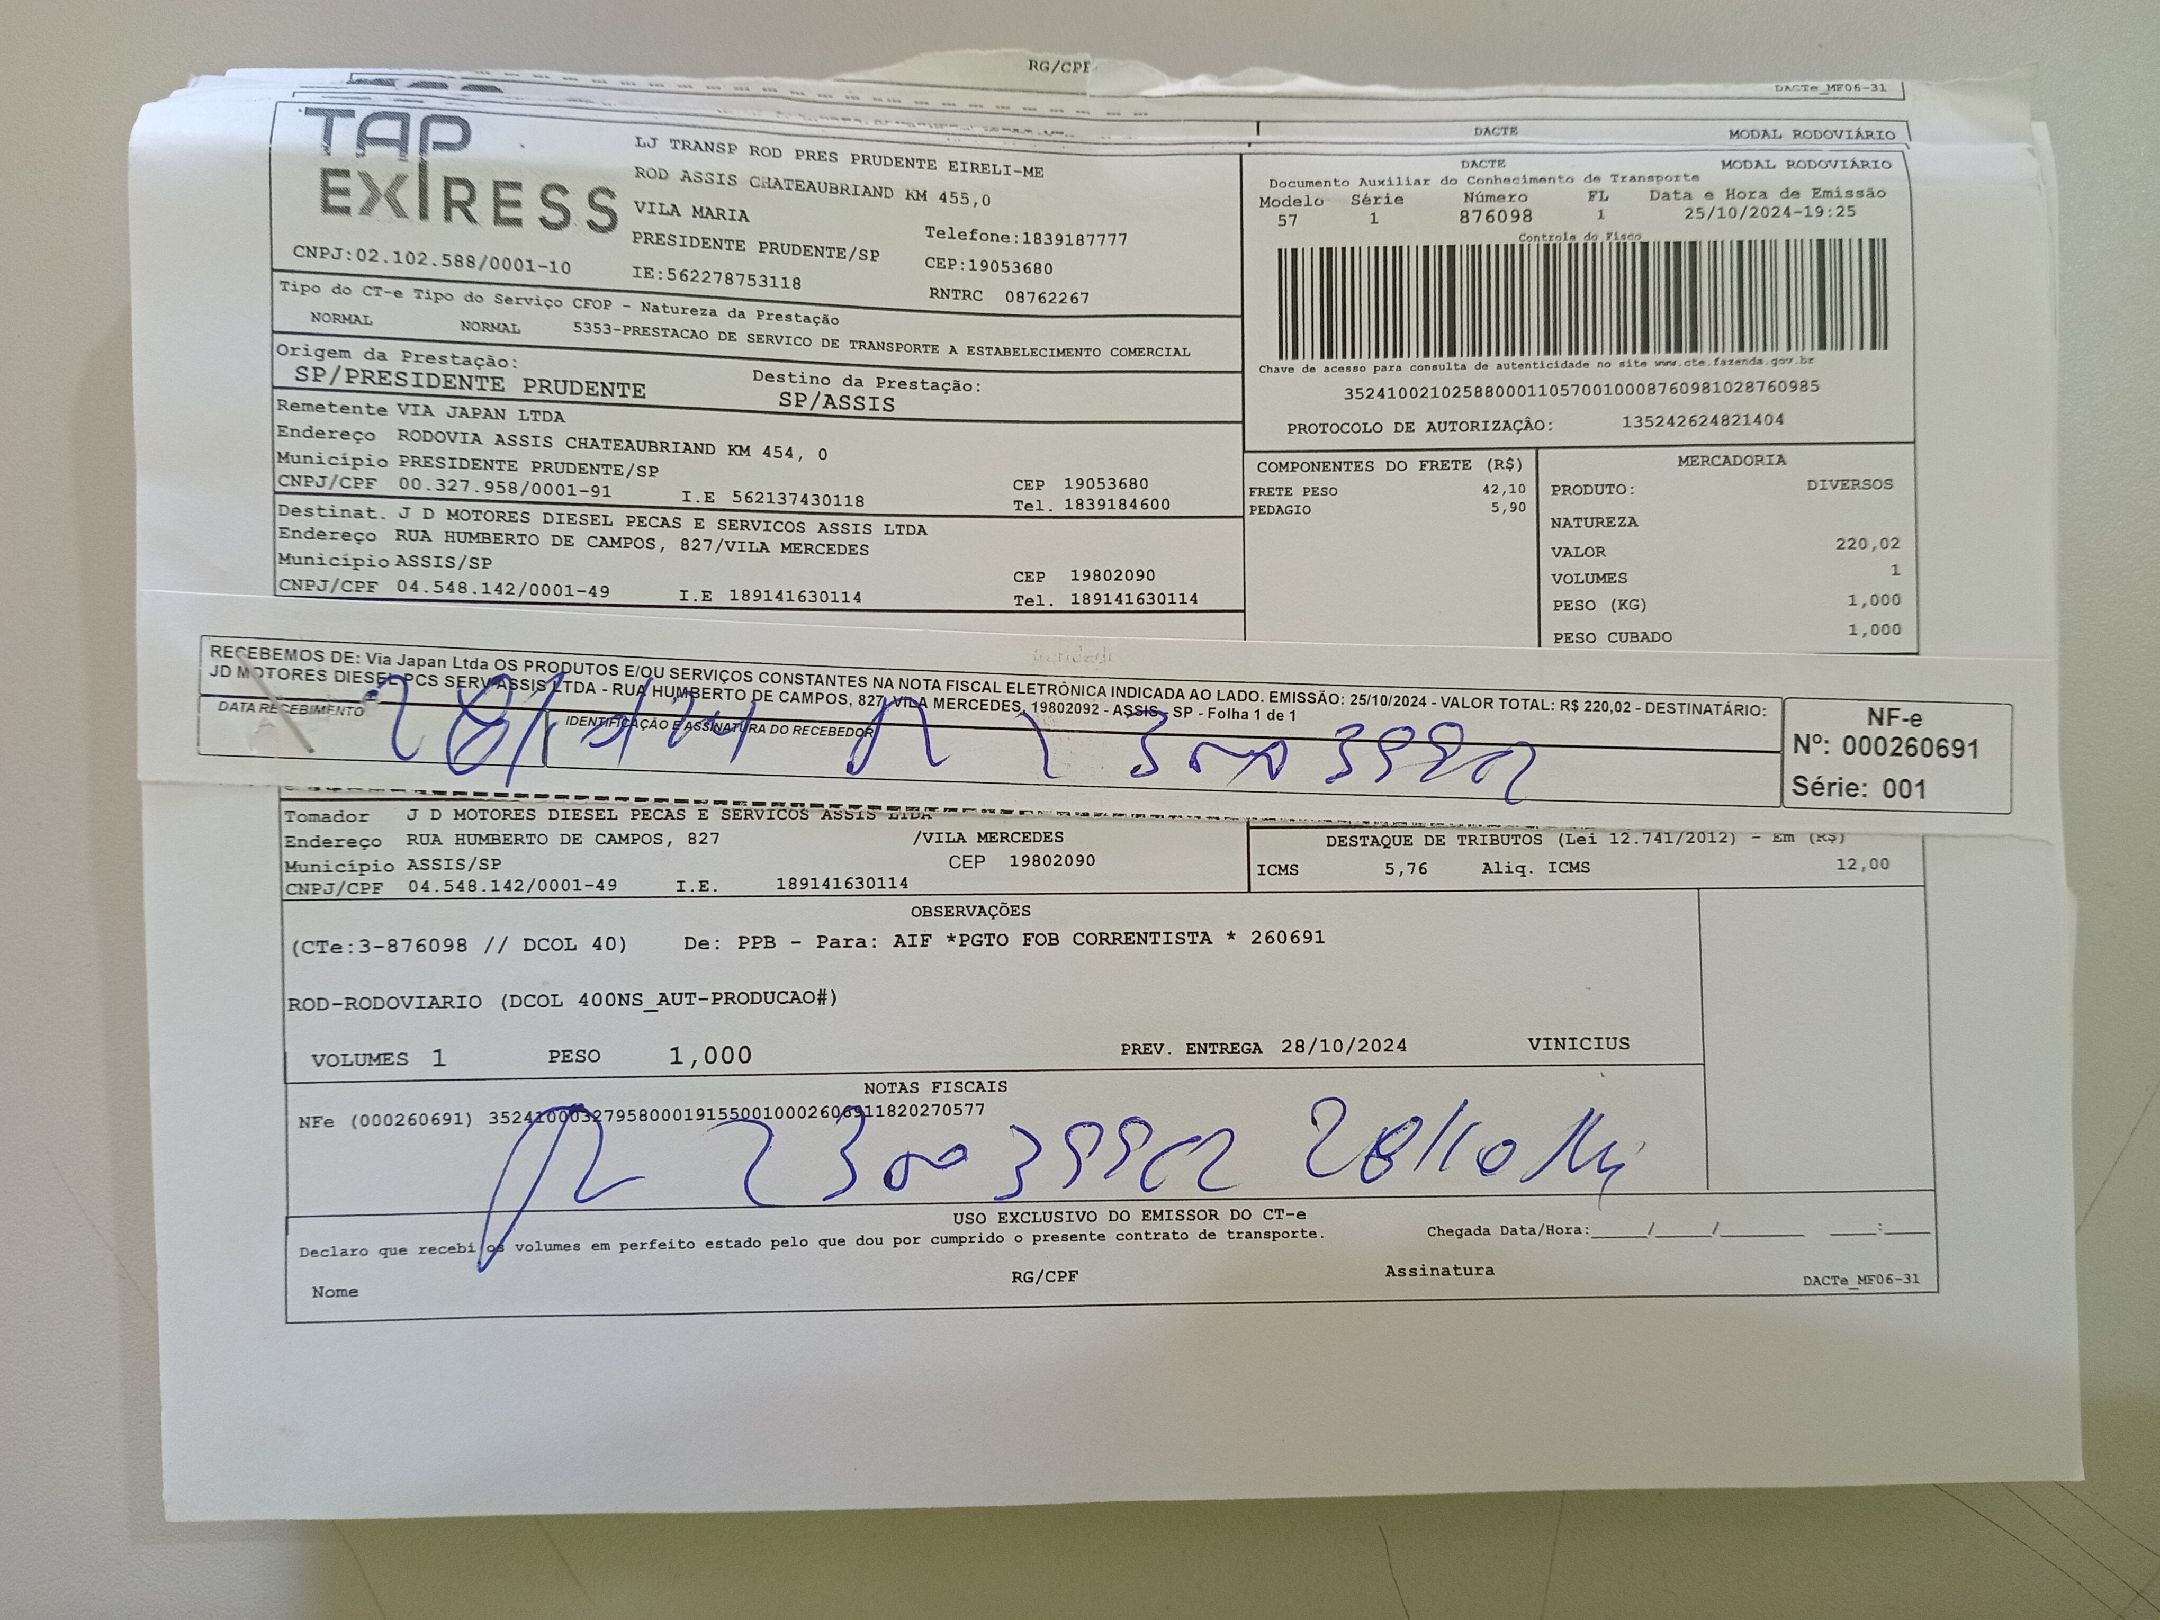 RG/CPF
DACTe_MF06-31
DACTE MODAL RODOVIÁRIO
TAP
EXPRESS
CNPJ:02.102.588/0001-10
LJ TRANSP ROD PRES PRUDENTE EIRELI-ME
ROD ASSIS CHATEAUBRIAND KM 455,0
VILA MARIA
PRESIDENTE PRUDENTE/SP
IE:562278753118
Telefone:1839187777
CEP:19053680
RNTRC 08762267
DACTE MODAL RODOVIÁRIO
Documento Auxiliar do Conhecimento de Transporte
Modelo Série Número FL Data e Hora de Emissão
57 1 876098 1 25/10/2024-19:25
Controle do Fisco
Chave de acesso para consulta de autenticidade no site www.cte.fazenda.gov.br
35241002102588000110570010008760981028760985
PROTOCOLO DE AUTORIZAÇÂO: 135242624821404
Tipo do CT-e Tipo do Serviço CFOP - Natureza da Prestação
NORMAL NORMAL 5353-PRESTACAO DE SERVICO DE TRANSPORTE A ESTABELECIMENTO COMERCIAL
Origem da Prestação: Destino da Prestação:
SP/PRESIDENTE PRUDENTE SP/ASSIS
Remetente VIA JAPAN LTDA
Endereço RODOVIA ASSIS CHATEAUBRIAND KM 454, 0
Município PRESIDENTE PRUDENTE/SP CEP 19053680
CNPJ/CPF 00.327.958/0001-91 I.E 562137430118 Tel. 1839184600
Destinat. J D MOTORES DIESEL PECAS E SERVICOS ASSIS LTDA
Endereço RUA HUMBERTO DE CAMPOS, 827/VILA MERCEDES
Município ASSIS/SP CEP 19802090
CNPJ/CPF 04.548.142/0001-49 I.E 189141630114 Tel. 189141630114
COMPONENTES DO FRETE (R$)
FRETE PESO 42,10
PEDAGIO 5,90
MERCADORIA
PRODUTO: DIVERSOS
NATUREZA
VALOR 220,02
VOLUMES 1
PESO (KG) 1,000
PESO CUBADO 1,000
RECEBEMOS DE: Via Japan Ltda OS PRODUTOS E/OU SERVIÇOS CONSTANTES NA NOTA FISCAL ELETRÔNICA INDICADA AO LADO. EMISSÃO: 25/10/2024 - VALOR TOTAL: R$ 220,02 - DESTINATÁRIO:
JD MOTORES DIESEL PCS SERV ASSIS LTDA - RUA HUMBERTO DE CAMPOS, 827, VILA MERCEDES, 19802092 - ASSIS - SP - Folha 1 de 1
DATA RECEBIMENTO IDENTIFICAÇÃO E ASSINATURA DO RECEBEDOR
NF-e
Nº: 000260691
Série: 001
Tomador J D MOTORES DIESEL PECAS E SERVICOS ASSIS LTDA
Endereço RUA HUMBERTO DE CAMPOS, 827 /VILA MERCEDES
Município ASSIS/SP CEP 19802090
CNPJ/CPF 04.548.142/0001-49 I.E. 189141630114
DESTAQUE DE TRIBUTOS (Lei 12.741/2012) - Em (R$)
ICMS 5,76 Aliq. ICMS 12,00
OBSERVAÇÕES
(CTe:3-876098 // DCOL 40) De: PPB - Para: AIF *PGTO FOB CORRENTISTA * 260691
ROD-RODOVIARIO (DCOL 400NS_AUT-PRODUCAO#)
VOLUMES 1 PESO 1,000 PREV. ENTREGA 28/10/2024 VINICIUS
NOTAS FISCAIS
NFe (000260691) 35241000327958000191550010002606911820270577
28/10
USO EXCLUSIVO DO EMISSOR DO CT-e
Declaro que recebi os volumes em perfeito estado pelo que dou por cumprido o presente contrato de transporte. Chegada Data/Hora:_____/_____/_______ ____:____
Nome RG/CPF Assinatura DACTe_MF06-31